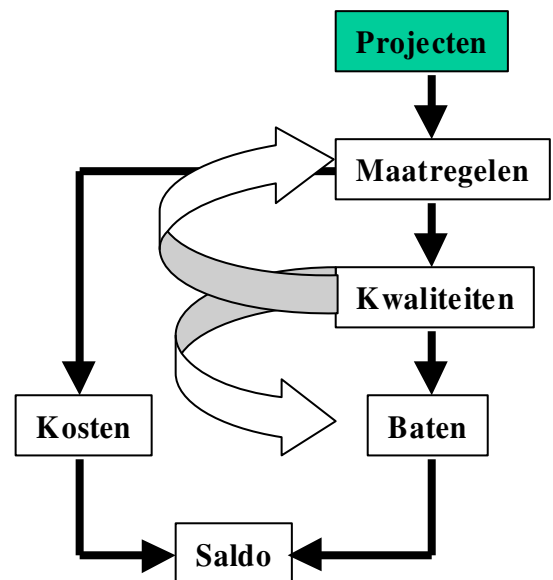 Projecten
Maatregelen
Kwaliteiten
Kosten
Baten
Saldo